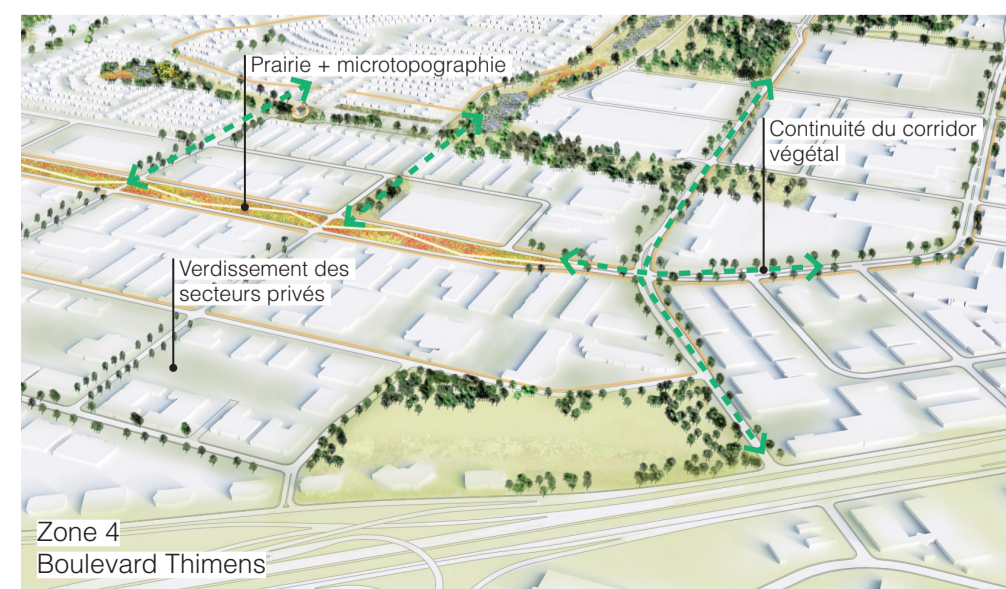 Prairie + microtopographie
Continuité du corridor
végétal
Verdissement des
secteurs privés
Zone 4
Boulevard Thimens